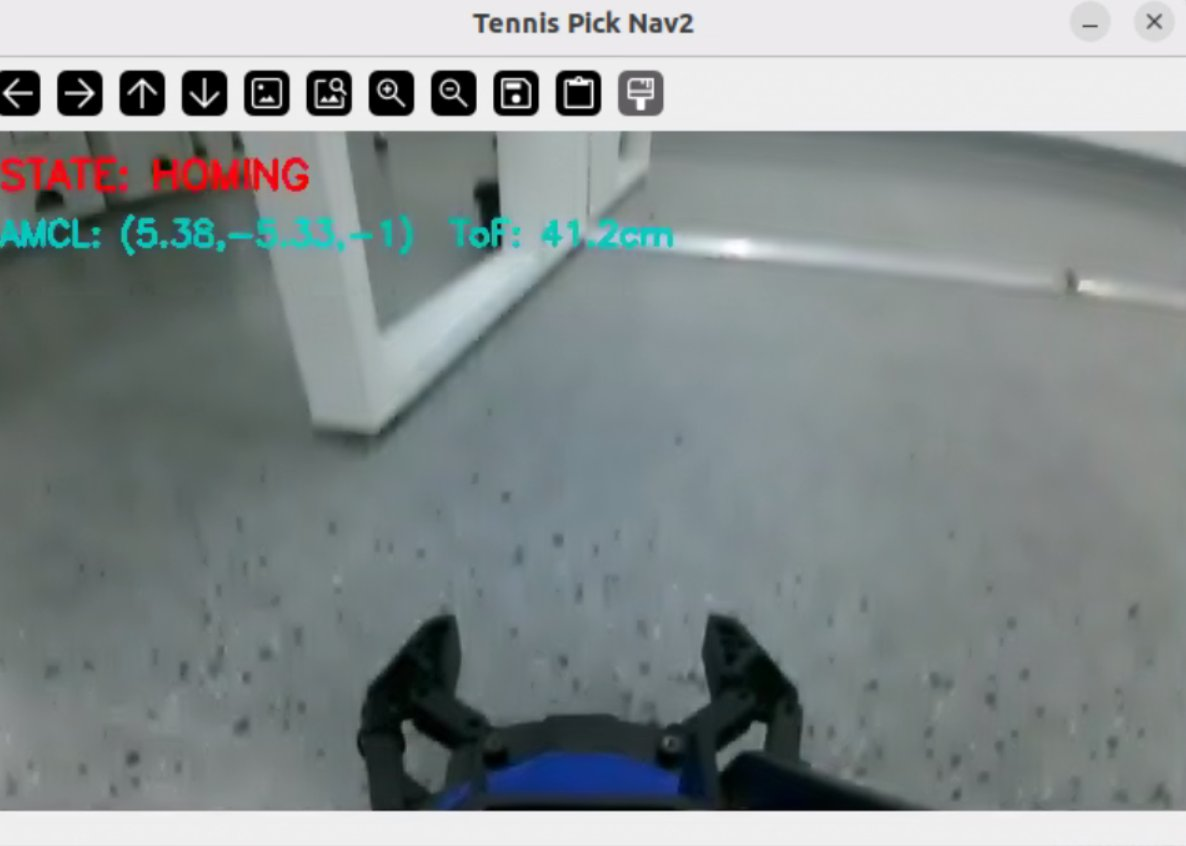 Tennis Pick Nav2
STATE: HOMING
AMCL: (5.38,-5.33,-1) ToF: 41.2cm